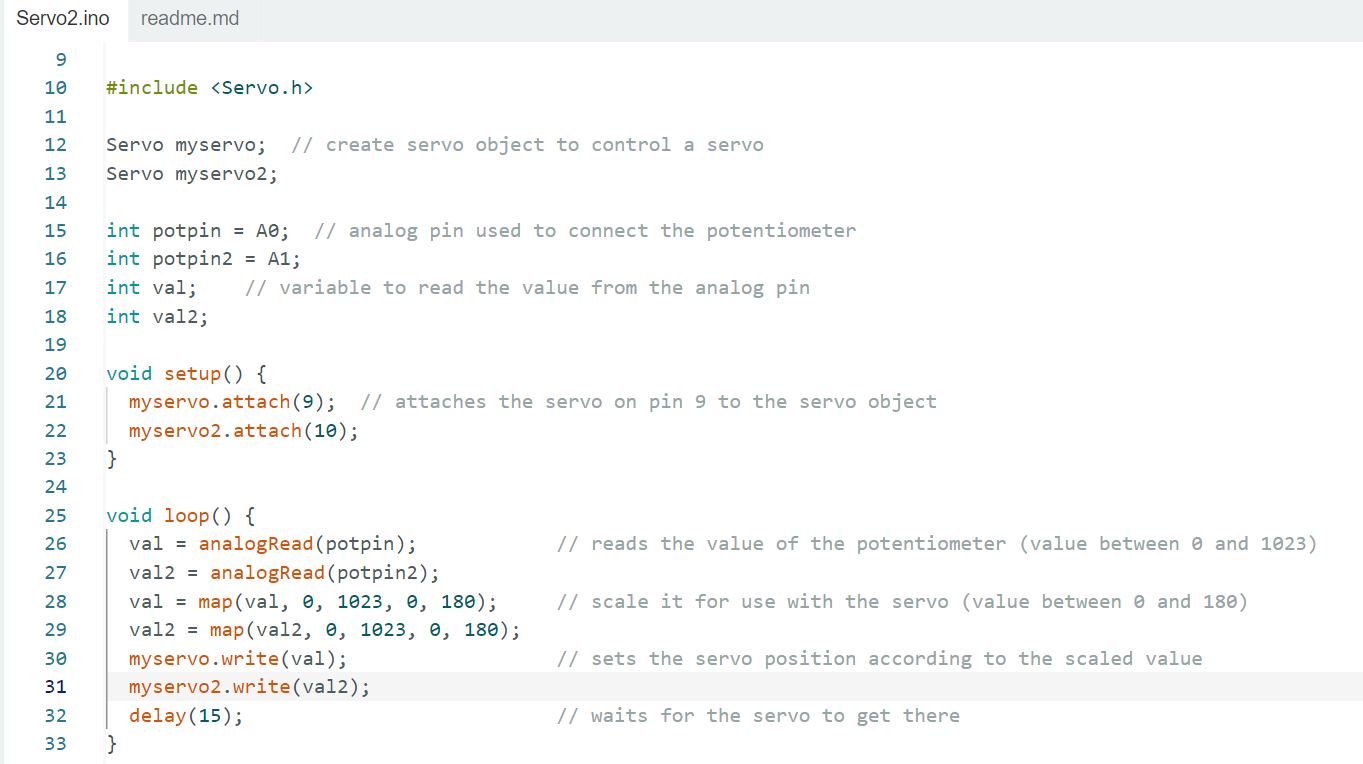 Servo2.ino readme.md
9
10 #include <Servo.h>
11
12 Servo myservo;  // create servo object to control a servo
13 Servo myservo2;
14
15 int potpin = A0;  // analog pin used to connect the potentiometer
16 int potpin2 = A1;
17 int val;    // variable to read the value from the analog pin
18 int val2;
19
20 void setup() {
21   myservo.attach(9);  // attaches the servo on pin 9 to the servo object
22   myservo2.attach(10);
23 }
24
25 void loop() {
26   val = analogRead(potpin);            // reads the value of the potentiometer (value between 0 and 1023)
27   val2 = analogRead(potpin2);
28   val = map(val, 0, 1023, 0, 180);     // scale it for use with the servo (value between 0 and 180)
29   val2 = map(val2, 0, 1023, 0, 180);
30   myservo.write(val);                  // sets the servo position according to the scaled value
31   myservo2.write(val2);
32   delay(15);                           // waits for the servo to get there
33 }